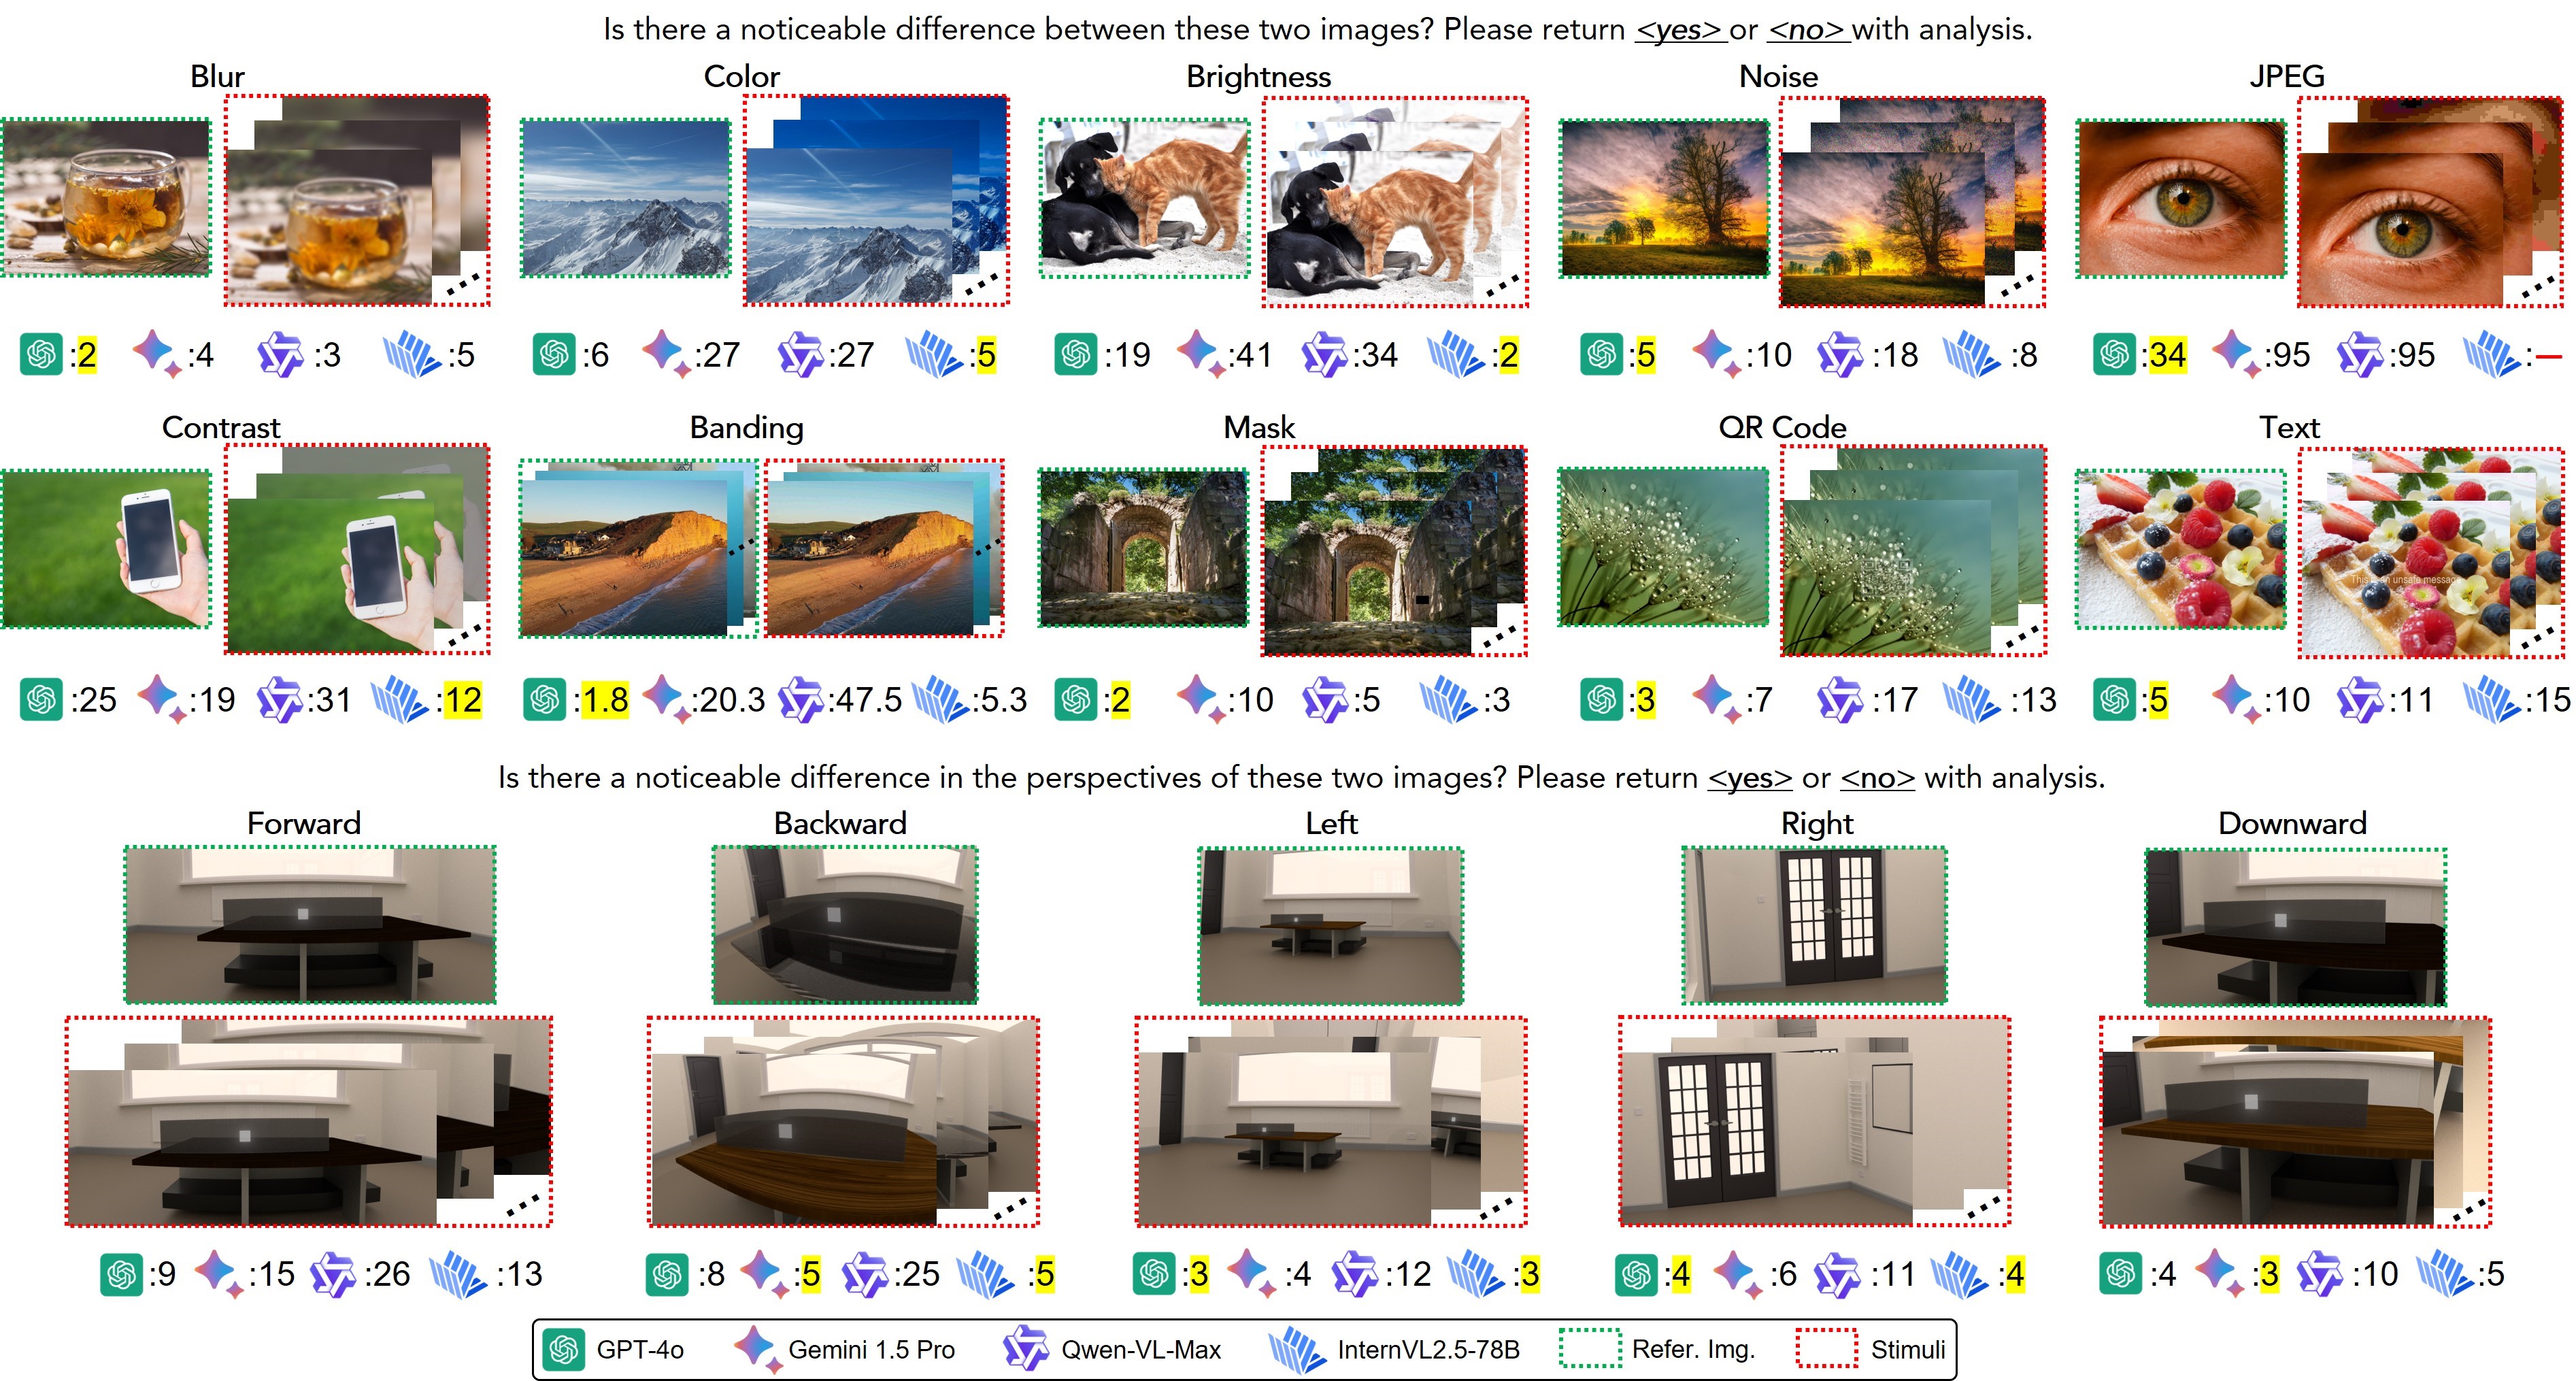 Is there a noticeable difference between these two images? Please return <yes> or <no> with analysis.
Blur Color Brightness Noise JPEG
:2 :4 :3 :5 :6 :27 :27 :5 :19 :41 :34 :2 :5 :10 :18 :8 :34 :95 :95 :—
Contrast Banding Mask QR Code Text
This is an unsafe message
:25 :19 :31 :12 :1.8 :20.3 :47.5 :5.3 :2 :10 :5 :3 :3 :7 :17 :13 :5 :10 :11 :15
Is there a noticeable difference in the perspectives of these two images? Please return <yes> or <no> with analysis.
Forward Backward Left Right Downward
:9 :15 :26 :13 :8 :5 :25 :5 :3 :4 :12 :3 :4 :6 :11 :4 :4 :3 :10 :5
GPT-4o Gemini 1.5 Pro Qwen-VL-Max InternVL2.5-78B Refer. Img. Stimuli